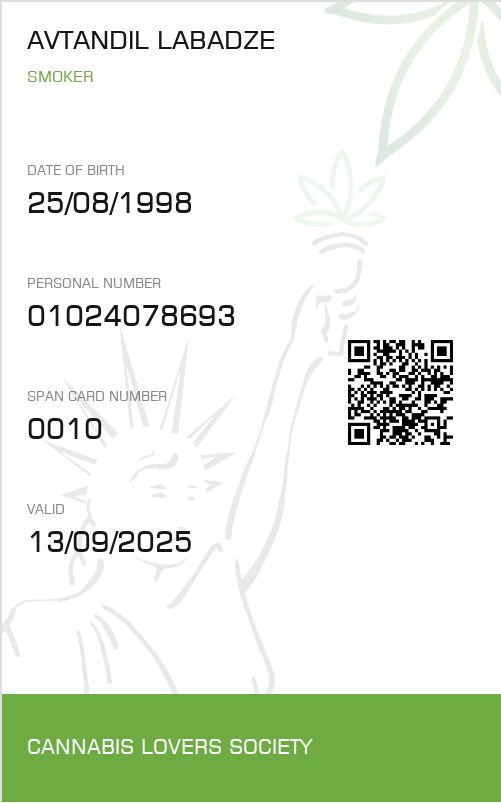 AVTANDIL LABADZE
SMOKER
DATE OF BIRTH
25/08/1998
PERSONAL NUMBER
01024078693
SPAN CARD NUMBER
0010
VALID
13/09/2025
CANNABIS LOVERS SOCIETY